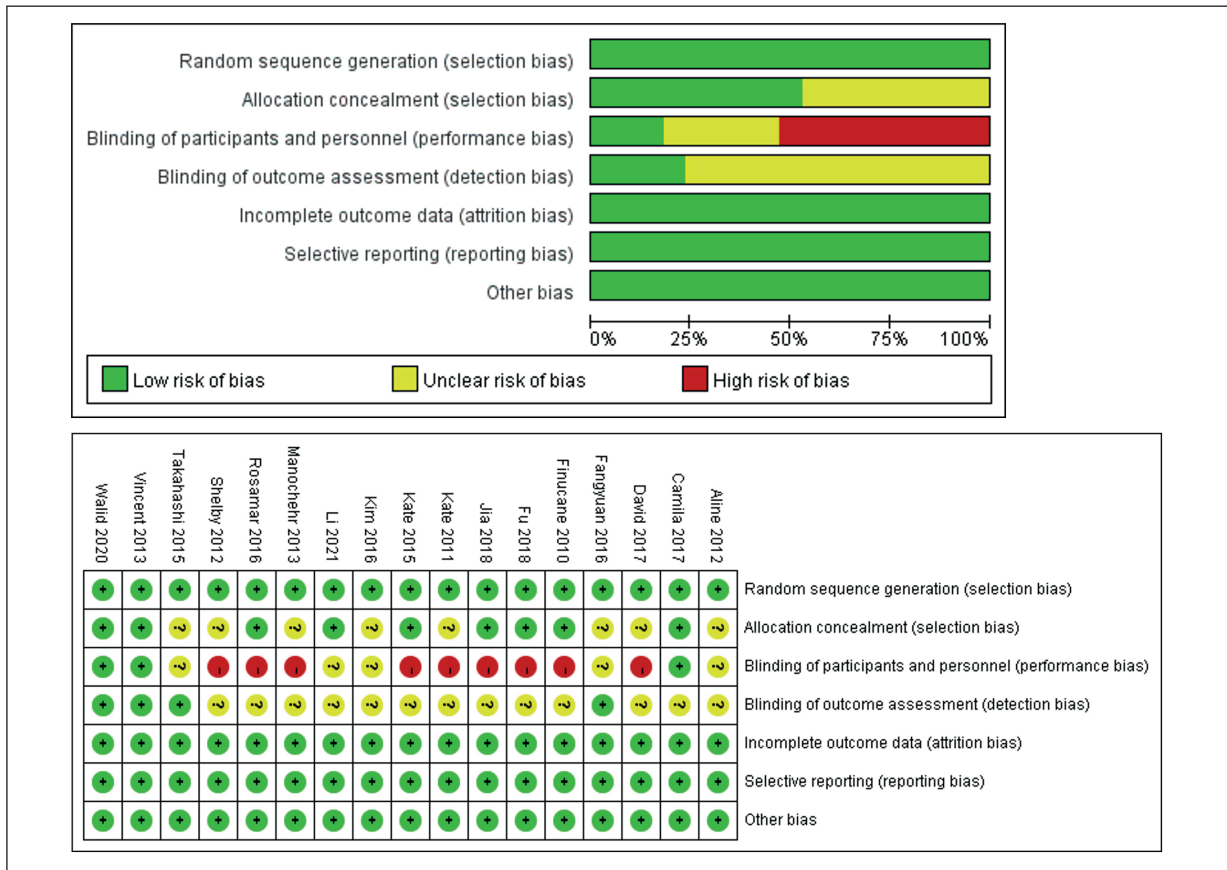 Random sequence generation (selection bias)
Allocation concealment (selection bias)
Blinding of participants and personnel (performance bias)
Blinding of outcome assessment (detection bias)
Incomplete outcome data (attrition bias)
Selective reporting (reporting bias)
Other bias
0% 25% 50% 75% 100%
Low risk of bias Unclear risk of bias High risk of bias
Walid 2020
Vincent 2013
Takahashi 2015
Shelby 2012
Rosamar 2016
Manochehr 2013
Li 2021
Kim 2016
Kate 2015
Kate 2011
Jia 2018
Fu 2018
Finucane 2010
Fangyuan 2016
David 2017
Camila 2017
Aline 2012
+ + + + + + + + + + + + + + + + + Random sequence generation (selection bias)
+ + ? ? + ? + ? + ? + + + ? ? + ? Allocation concealment (selection bias)
+ + ? - - - ? ? - - - - - ? - + ? Blinding of participants and personnel (performance bias)
+ + + ? ? ? ? ? ? ? ? ? ? + ? ? ? Blinding of outcome assessment (detection bias)
+ + + + + + + + + + + + + + + + + Incomplete outcome data (attrition bias)
+ + + + + + + + + + + + + + + + + Selective reporting (reporting bias)
+ + + + + + + + + + + + + + + + + Other bias